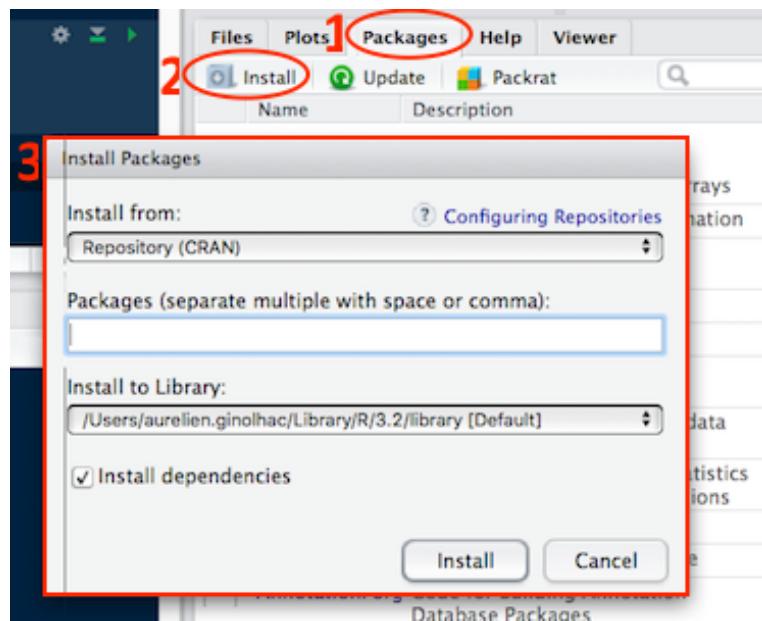 1
Files Plots Packages Help Viewer
2
Install Update Packrat
Name Description
3
Install Packages
rrays
Install from: ? Configuring Repositories
nation
Repository (CRAN)
Packages (separate multiple with space or comma):
Install to Library:
/Users/aurelien.ginolhac/Library/R/3.2/library [Default]
data
Install dependencies
tistics
ions
Install Cancel
e
Database Packages